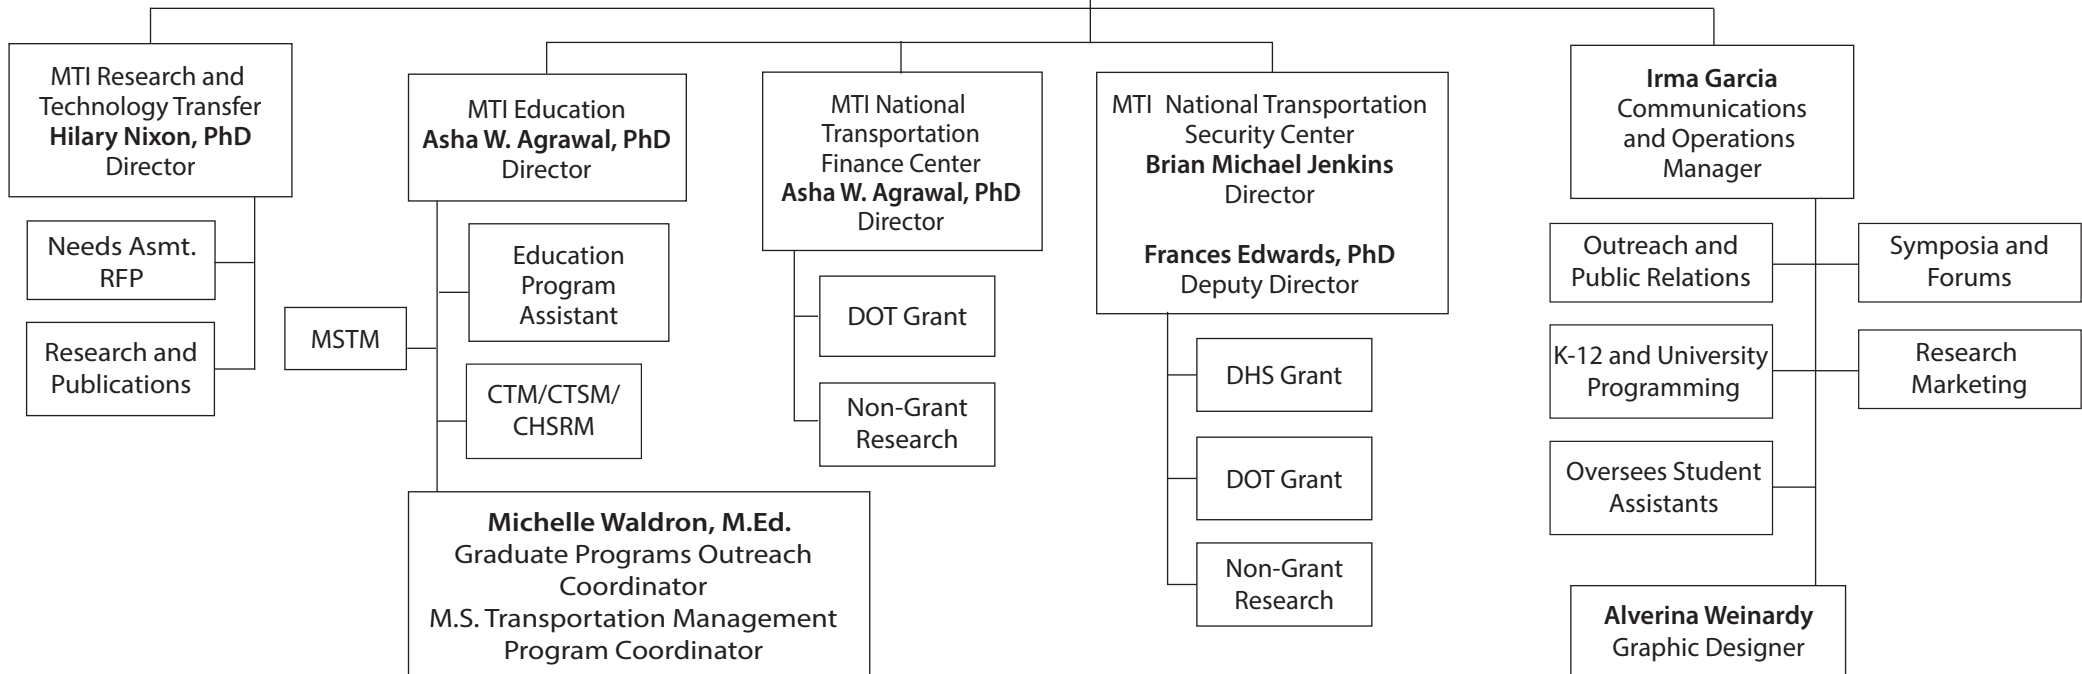 MTI Research and
Technology Transfer
Hilary Nixon, PhD
Director
Needs Asmt.
RFP
Research and
Publications
MTI Education
Asha W. Agrawal, PhD
Director
Education
Program
Assistant
MSTM
CTM/CTSM/
CHSRM
Michelle Waldron, M.Ed.
Graduate Programs Outreach
Coordinator
M.S. Transportation Management
Program Coordinator
MTI National
Transportation
Finance Center
Asha W. Agrawal, PhD
Director
DOT Grant
Non-Grant
Research
MTI National Transportation
Security Center
Brian Michael Jenkins
Director
Frances Edwards, PhD
Deputy Director
DHS Grant
DOT Grant
Non-Grant
Research
Irma Garcia
Communications
and Operations
Manager
Outreach and
Public Relations
Symposia and
Forums
K-12 and University
Programming
Research
Marketing
Oversees Student
Assistants
Alverina Weinardy
Graphic Designer